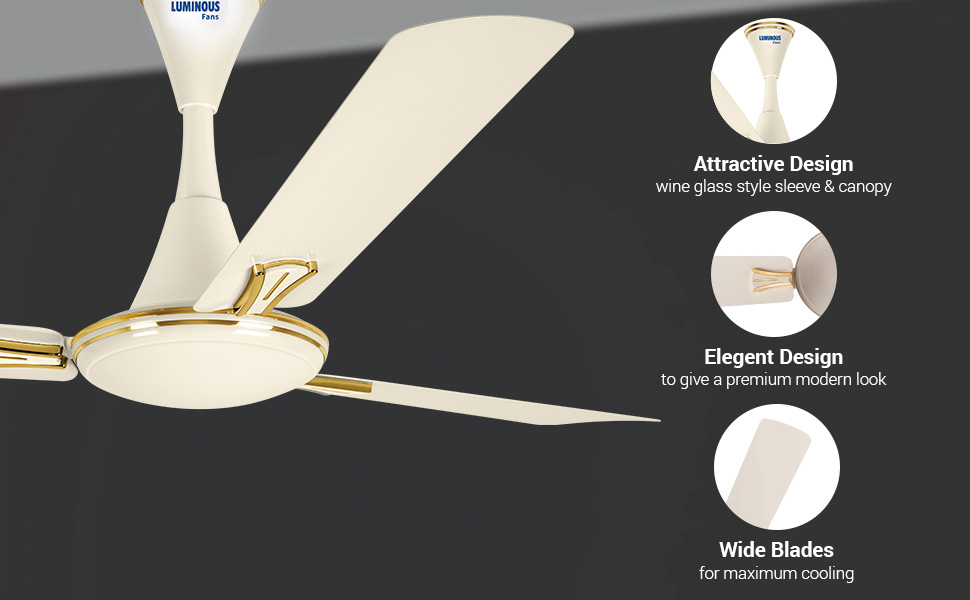 LUMINOUS
Fans
LUMINOUS
Fans
Attractive Design
wine glass style sleeve & canopy
Elegent Design
to give a premium modern look
Wide Blades
for maximum cooling